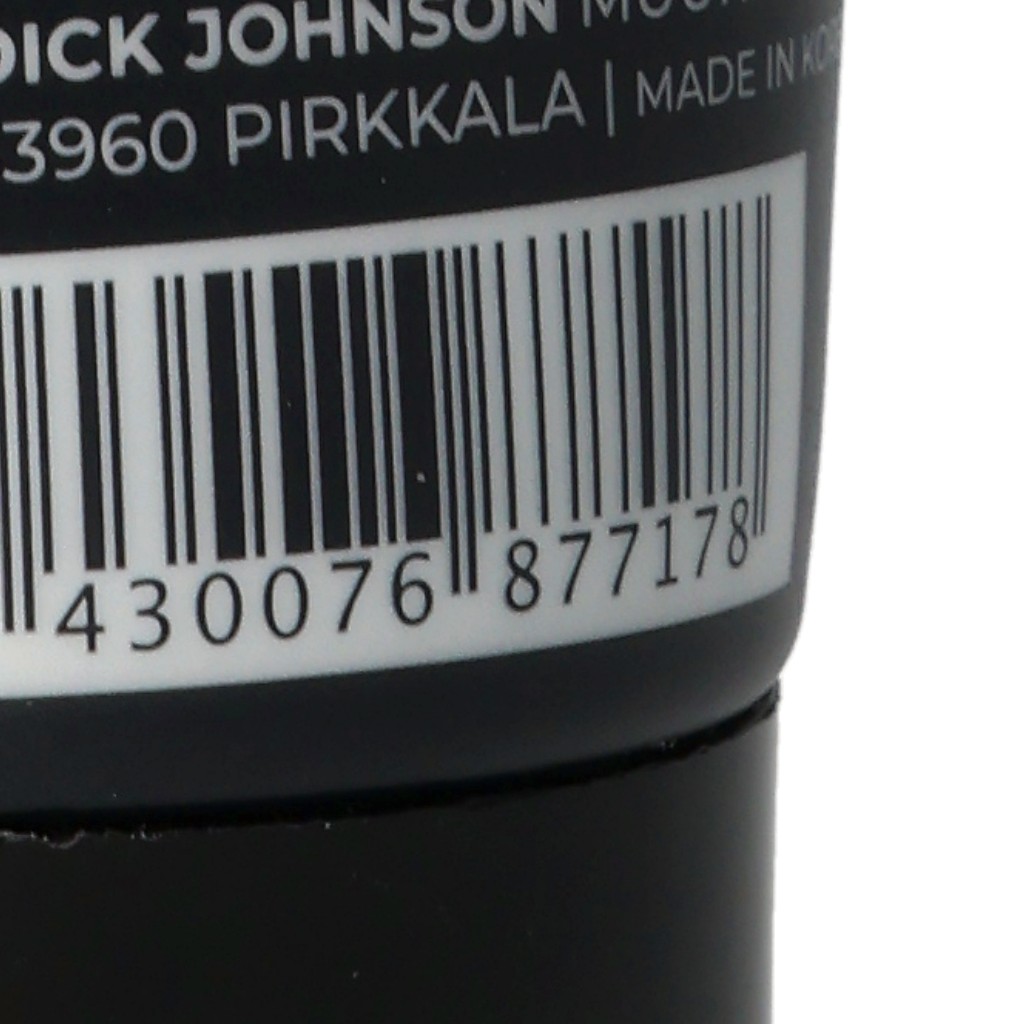 DICK JOHNSON
3960 PIRKKALA | MADE IN
430076 877178